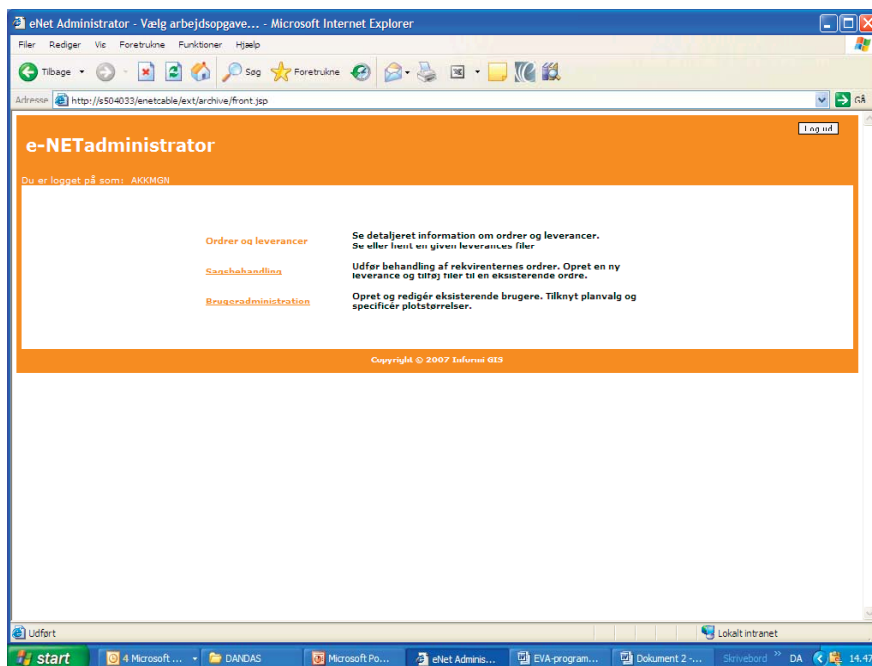 eNet Administrator - Vælg arbejdsopgave... - Microsoft Internet Explorer
Filer Rediger Vis Foretrukne Funktioner Hjælp
Tilbage Søg Foretrukne
Adresse http://s504033/enetcable/ext/archive/front.jsp Gå
Log ud
e-NETadministrator
Du er logget på som: AKKMGN
Ordrer og leverancer
Se detaljeret information om ordrer og leverancer.
Se eller hent en given leverances filer
Sagsbehandling
Udfør behandling af rekvirenternes ordrer. Opret en ny
leverance og tilføj filer til en eksisterende ordre.
Brugeradministration
Opret og redigér eksisterende brugere. Tilknyt planvalg og
specificér plotstørrelser.
Copyright © 2007 Informi GIS
Udført Lokalt intranet
start 4 Microsoft ... DANDAS Microsoft Po... eNet Adminis... EVA-program... Dokument 2 -... Skrivebord » DA 14.47